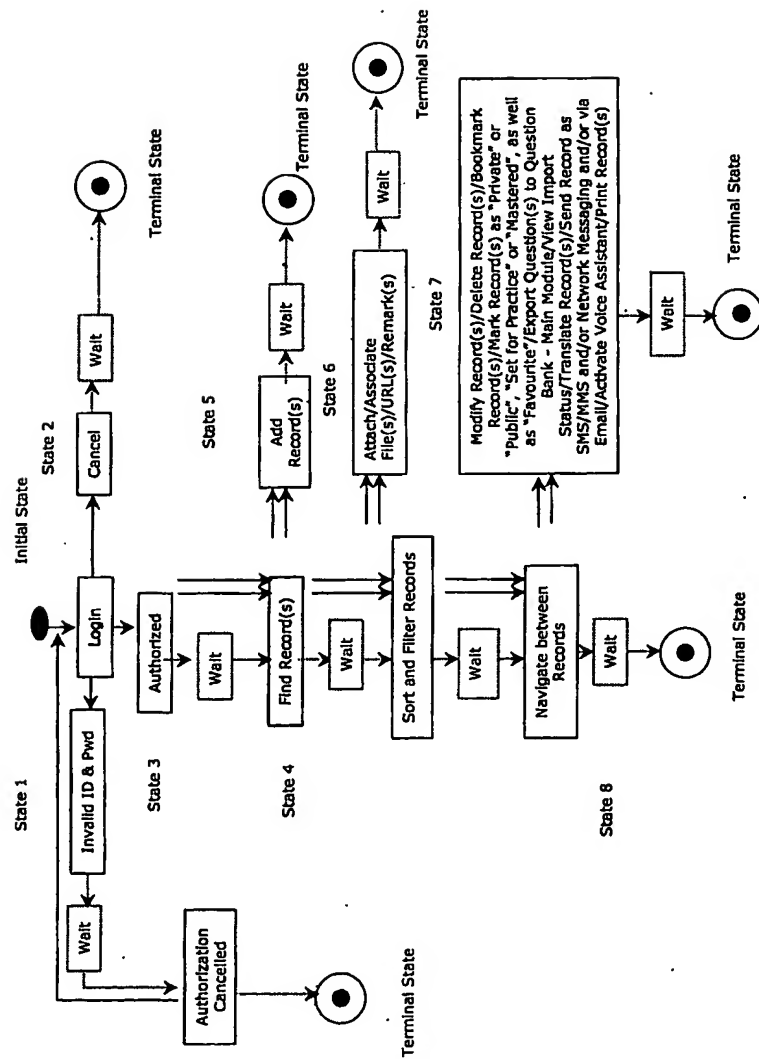 Initial State
State 1
State 2
Invalid ID & Pwd
Login
Cancel
Wait
Wait
Terminal State
Authorization
Cancelled
Terminal State
State 3
Authorized
Wait
State 5
Add
Record(s)
Wait
Terminal State
State 4
Find Record(s)
Wait
State 6
Attach/Associate
File(s)/URL(s)/Remark(s)
Wait
Terminal State
Sort and Filter Records
Wait
State 7
Modify Record(s)/Delete Record(s)/Bookmark
Record(s)/Mark Record(s) as "Private" or
"Public", "Set for Practice" or "Mastered", as well
as "Favourite"/Export Question(s) to Question
Bank - Main Module/View Import
Status/Translate Record(s)/Send Record as
SMS/MMS and/or Network Messaging and/or via
Email/Activate Voice Assistant/Print Record(s)
Wait
Terminal State
State 8
Navigate between
Records
Wait
Terminal State